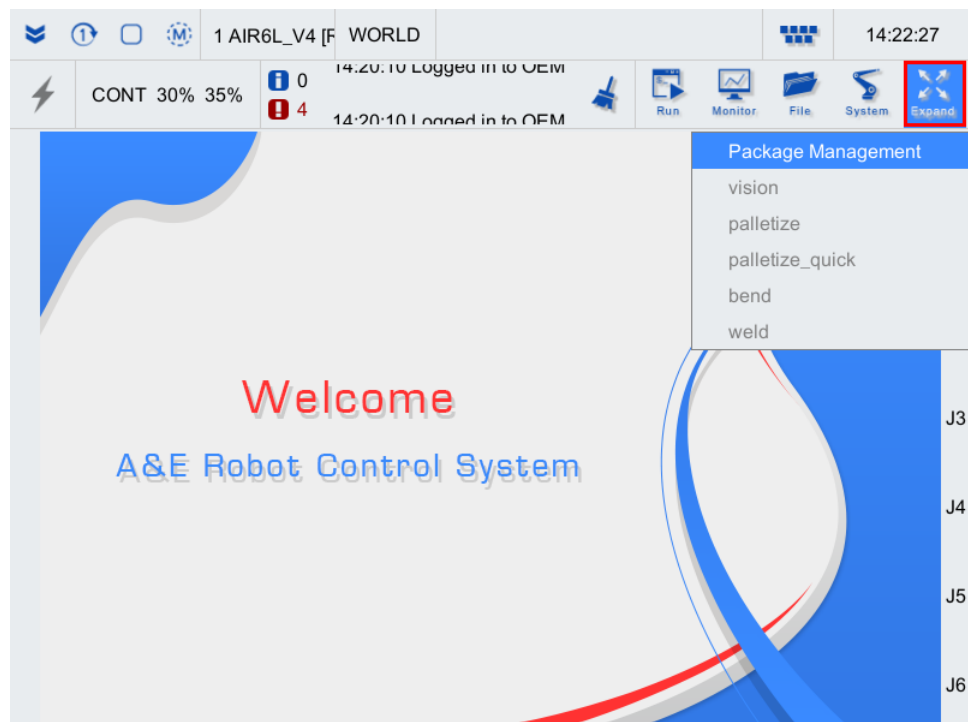 1 AIR6L_V4 [R WORLD 14:22:27
CONT 30% 35%
0
4
14:20:10 Logged in to OEM
14:20:10 Logged in to OEM
Run Monitor File System Expand
Package Management
vision
palletize
palletize_quick
bend
weld
Welcome
A&E Robot Control System
J3
J4
J5
J6